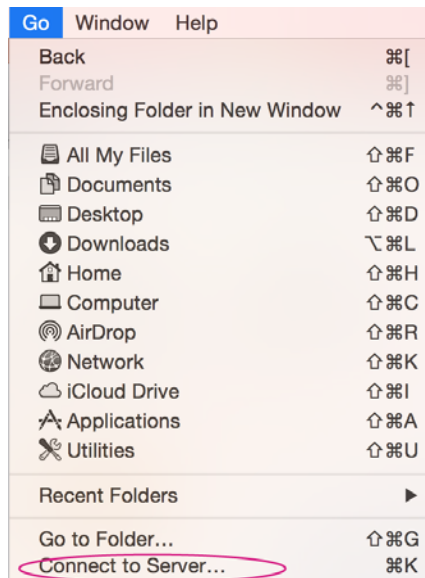 Go Window Help
Back ⌘[
Forward ⌘]
Enclosing Folder in New Window ^⌘↑
All My Files ⇧⌘F
Documents ⇧⌘O
Desktop ⇧⌘D
Downloads ⌥⌘L
Home ⇧⌘H
Computer ⇧⌘C
AirDrop ⇧⌘R
Network ⇧⌘K
iCloud Drive ⇧⌘I
Applications ⇧⌘A
Utilities ⇧⌘U
Recent Folders ▶
Go to Folder... ⇧⌘G
Connect to Server... ⌘K